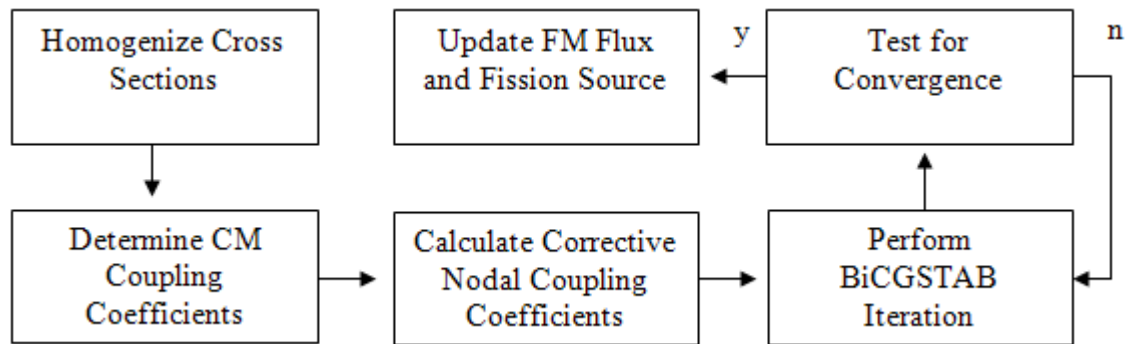 Homogenize Cross
Sections
Update FM Flux
and Fission Source
y
Test for
Convergence
n
Determine CM
Coupling
Coefficients
Calculate Corrective
Nodal Coupling
Coefficients
Perform
BiCGSTAB
Iteration